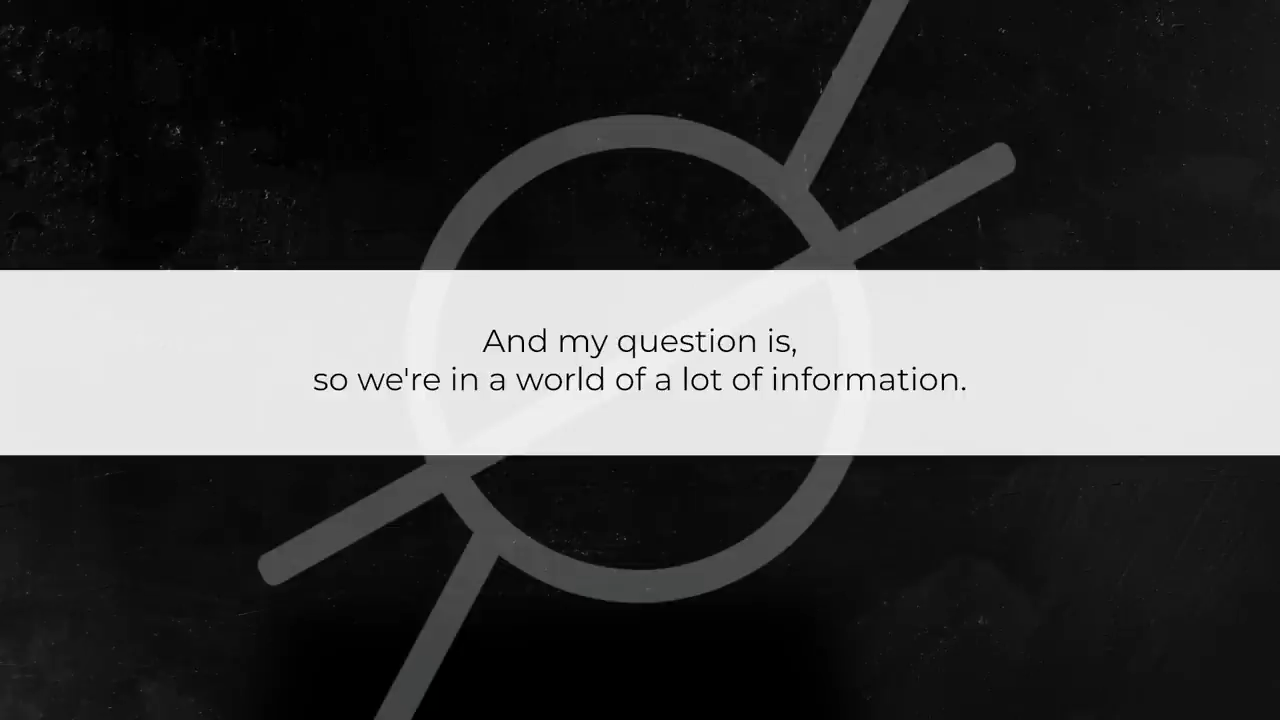 And my question is,
so we're in a world of a lot of information.